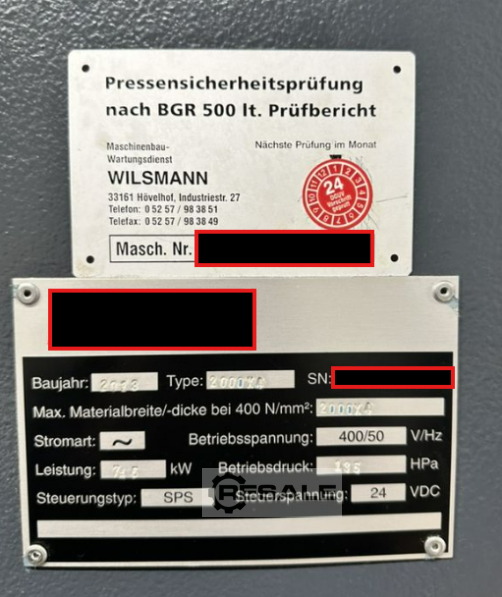 Pressensicherheitsprüfung
nach BGR 500 lt. Prüfbericht
Maschinenbau-
Wartungsdienst
Nächste Prüfung im Monat
WILSMANN
33161 Hövelhof, Industriestr. 27
Telefon: 0 52 57 / 98 38 51
Telefax: 0 52 57 / 98 38 49
24
Masch. Nr.
Baujahr: 2013 Type: 2000X4 SN:
Max. Materialbreite/-dicke bei 400 N/mm²: 2000X4
Stromart: ~ Betriebsspannung: 400/50 V/Hz
Leistung: kW Betriebsdruck: HPa
Steuerungstyp: SPS Steuerspannung: 24 VDC
RESALE